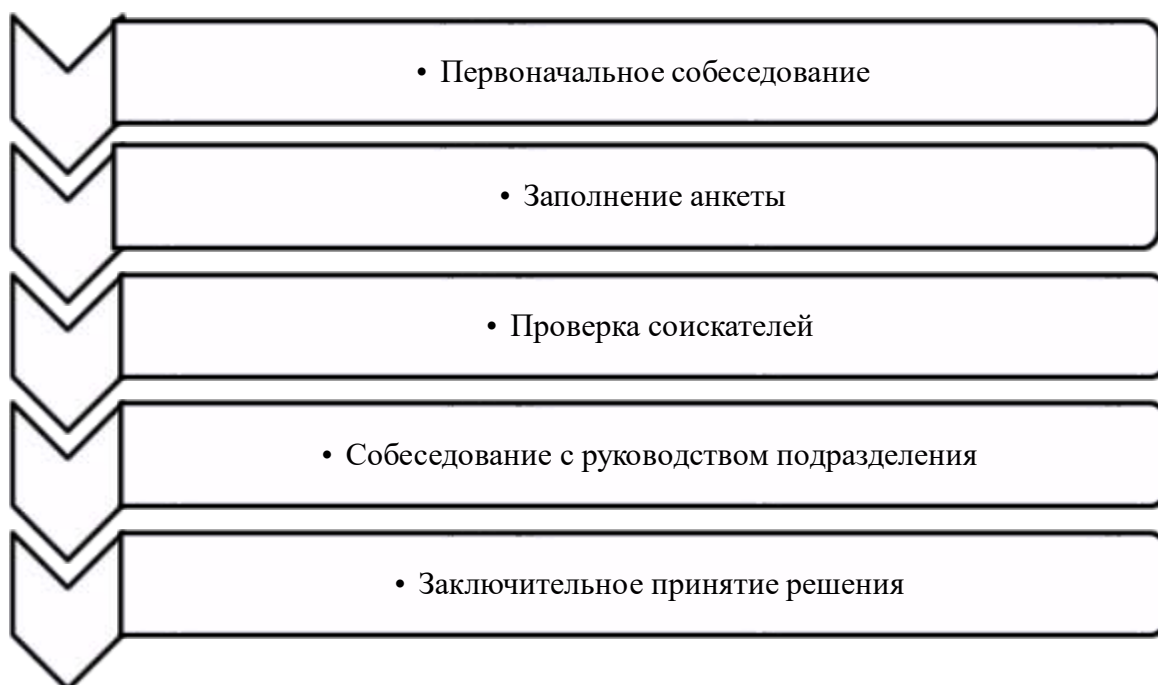 • Первоначальное собеседование
• Заполнение анкеты
• Проверка соискателей
• Собеседование с руководством подразделения
• Заключительное принятие решения